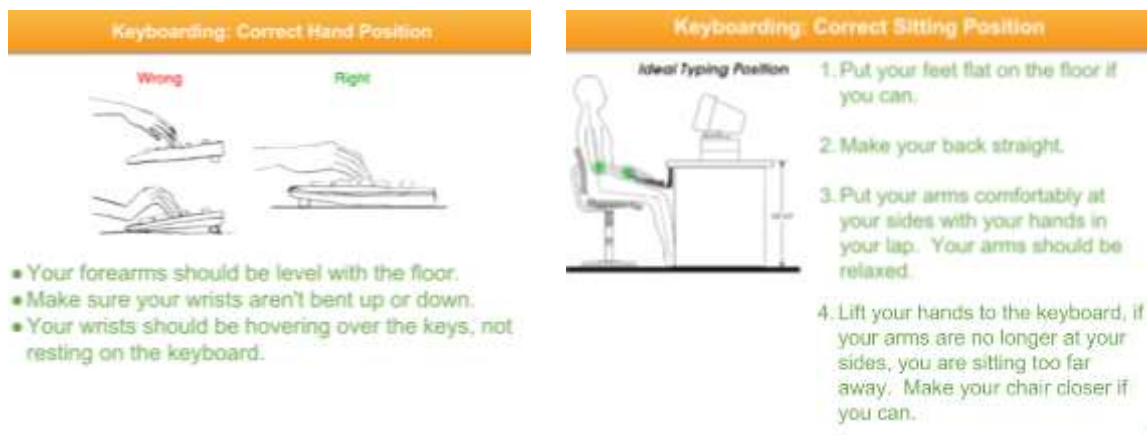 Keyboarding: Correct Hand Position
Wrong
Right
● Your forearms should be level with the floor.
● Make sure your wrists aren't bent up or down.
● Your wrists should be hovering over the keys, not
resting on the keyboard.
Keyboarding: Correct Sitting Position
Ideal Typing Position
1. Put your feet flat on the floor if
you can.
2. Make your back straight.
3. Put your arms comfortably at
your sides with your hands in
your lap. Your arms should be
relaxed.
4. Lift your hands to the keyboard, if
your arms are no longer at your
sides, you are sitting too far
away. Make your chair closer if
you can.